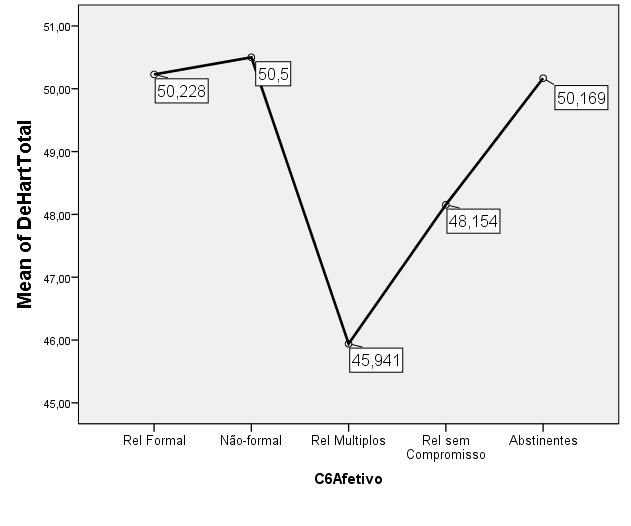 51,00
50,00
49,00
48,00
47,00
46,00
45,00
Mean of DeHartTotal
50,228
50,5
45,941
48,154
50,169
Rel Formal
Não-formal
Rel Multiplos
Rel sem
Compromisso
Abstinentes
C6Afetivo